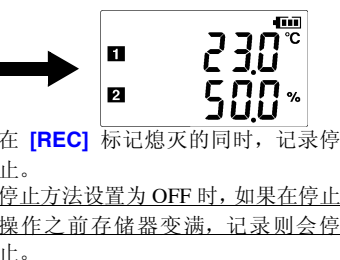 1 23.0 °C
2 50.0 %
在 [REC] 标记熄灭的同时，记录停
止。
停止方法设置为 OFF 时，如果在停止
操作之前存储器变满，记录则会停
止。